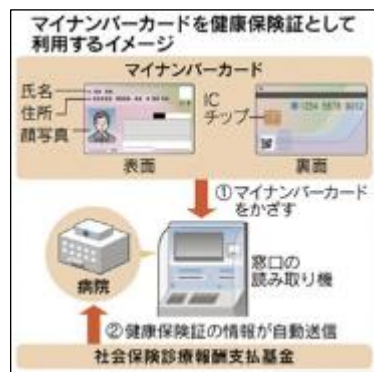 マイナンバーカードを健康保険証として
利用するイメージ
マイナンバーカード
氏名
住所
顔写真
表面
IC
チップ
1234 5678 9012
裏面
①マイナンバーカード
をかざす
病院
窓口の
読み取り機
②健康保険証の情報が自動送信
社会保険診療報酬支払基金